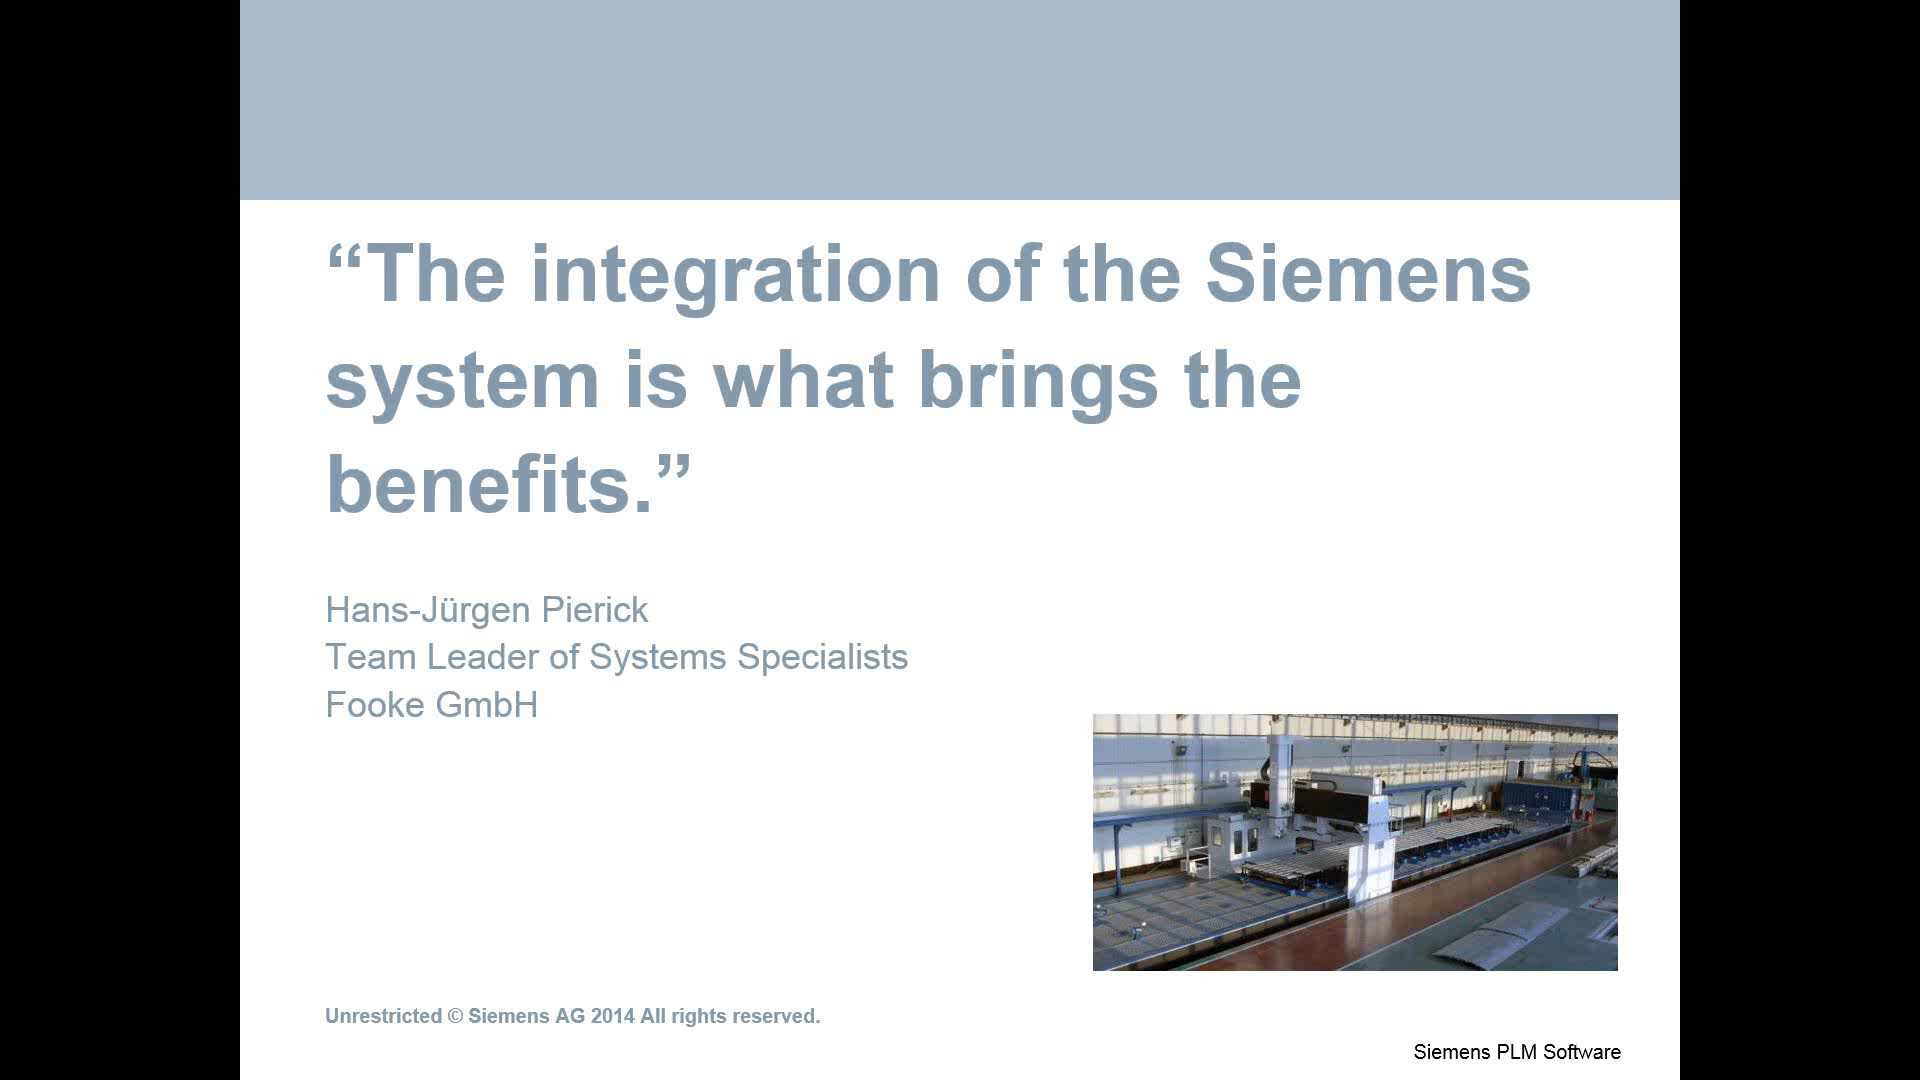 “The integration of the Siemens
system is what brings the
benefits.”
Hans-Jürgen Pierick
Team Leader of Systems Specialists
Fooke GmbH
Unrestricted © Siemens AG 2014 All rights reserved.
Siemens PLM Software